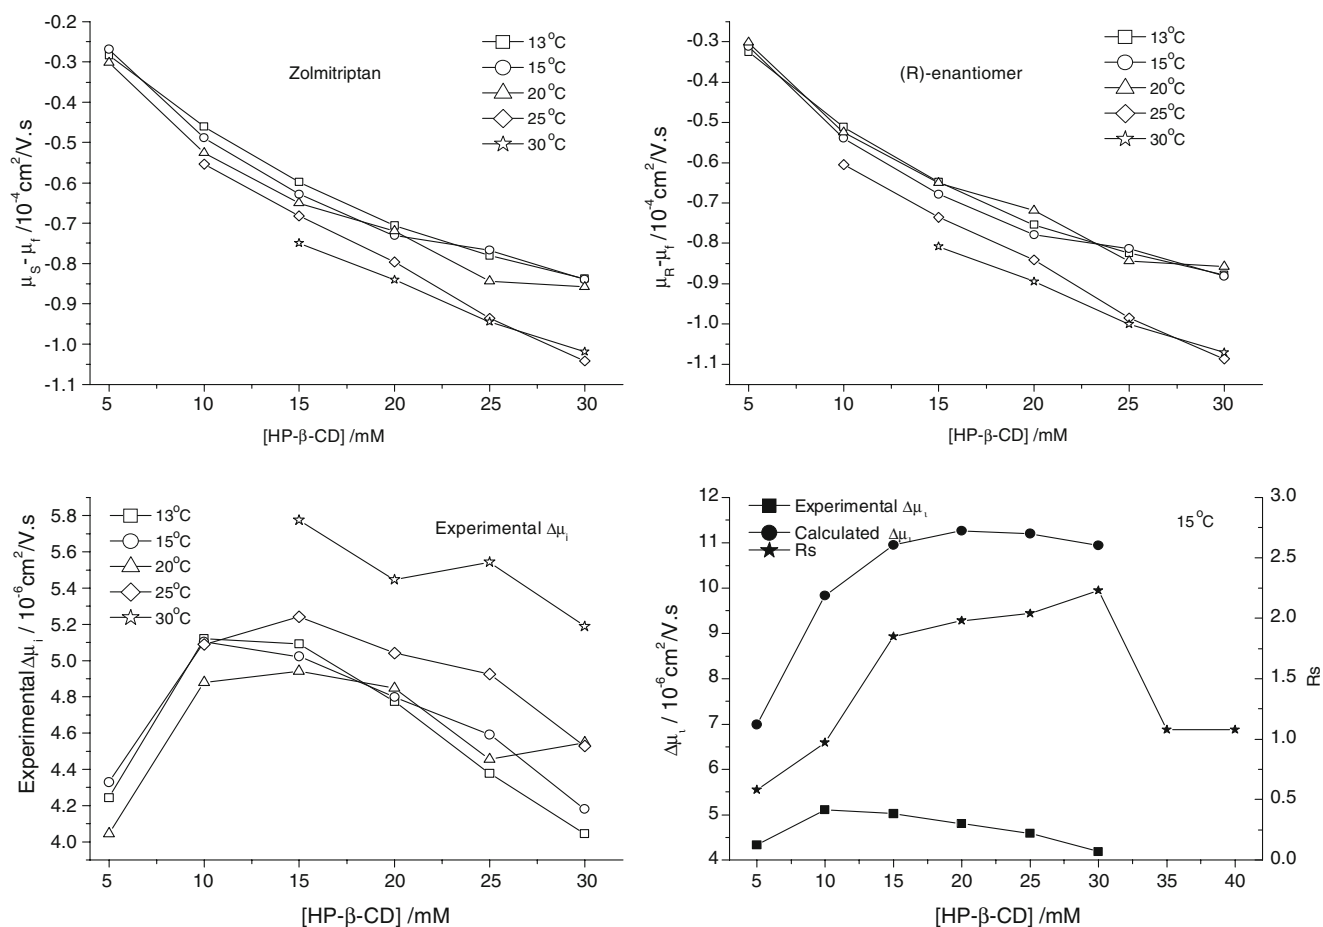 -0.2
-0.3
-0.4
-0.5
-0.6
-0.7
-0.8
-0.9
-1.0
-1.1
μS - μf /10-4cm2/V.s
Zolmitriptan
13°C
15°C
20°C
25°C
30°C
5 10 15 20 25 30
[HP-β-CD] /mM
-0.3
-0.4
-0.5
-0.6
-0.7
-0.8
-0.9
-1.0
-1.1
μR-μf /10-4cm2/V.s
(R)-enantiomer
13°C
15°C
20°C
25°C
30°C
5 10 15 20 25 30
[HP-β-CD] /mM
5.8
5.6
5.4
5.2
5.0
4.8
4.6
4.4
4.2
4.0
Experimental Δμi / 10-6cm2/V.s
13°C
15°C
20°C
25°C
30°C
Experimental Δμi
5 10 15 20 25 30
[HP-β-CD] /mM
12
11
10
9
8
7
6
5
4
Δμι / 10-6cm2/V.s
Experimental Δμι
Calculated Δμι
Rs
15°C
3.0
2.5
2.0
1.5
1.0
0.5
0.0
Rs
5 10 15 20 25 30 35 40
[HP-β-CD] /mM